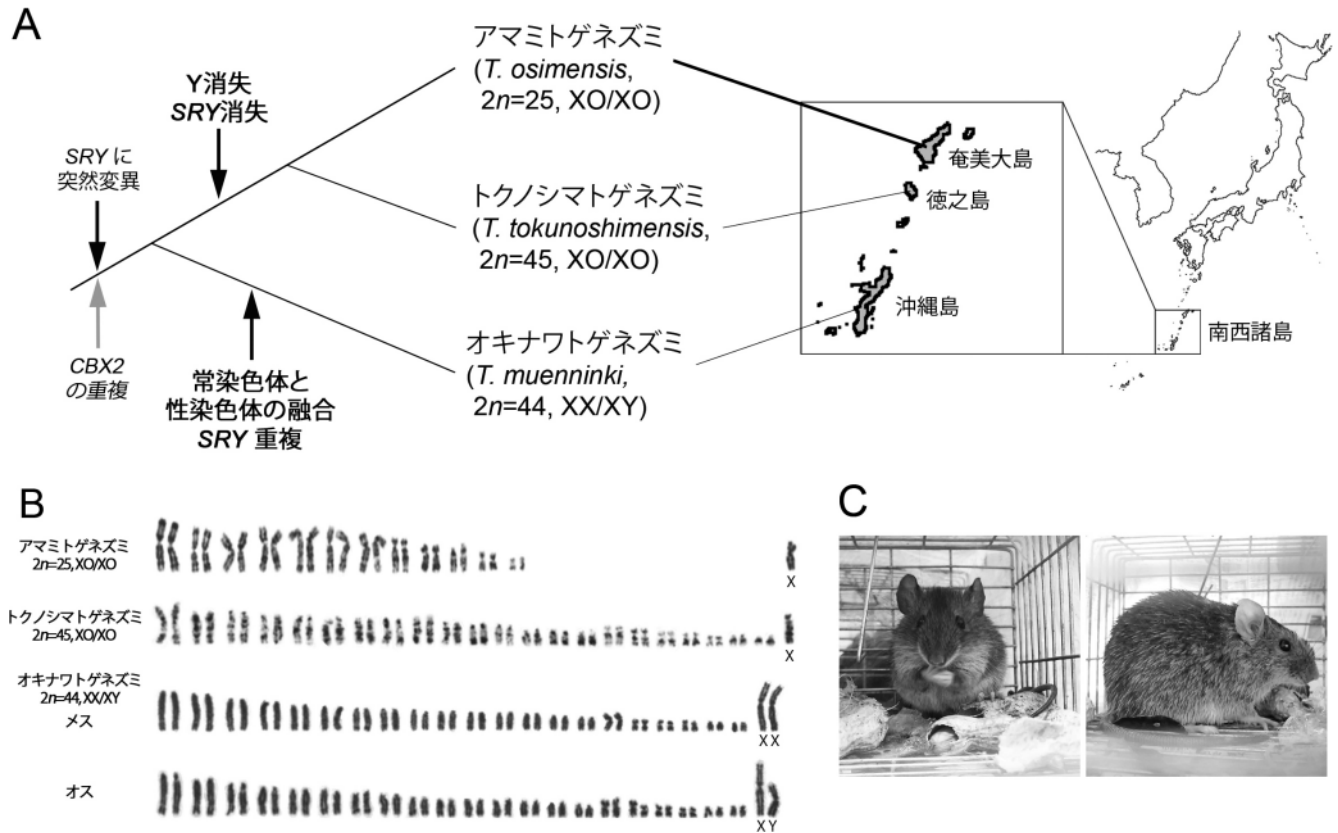 A
アマミトゲネズミ
(T. osimensis,
2n=25, XO/XO)
Y消失
SRY消失
SRY に
突然変異
トクノシマトゲネズミ
(T. tokunoshimensis,
2n=45, XO/XO)
オキナワトゲネズミ
(T. muenninki,
2n=44, XX/XY)
CBX2
の重複
常染色体と
性染色体の融合
SRY 重複
奄美大島
徳之島
沖縄島
南西諸島
B
アマミトゲネズミ
2n=25, XO/XO
X
トクノシマトゲネズミ
2n=45, XO/XO
X
オキナワトゲネズミ
2n=44, XX/XY
メス
X X
オス
X Y
C